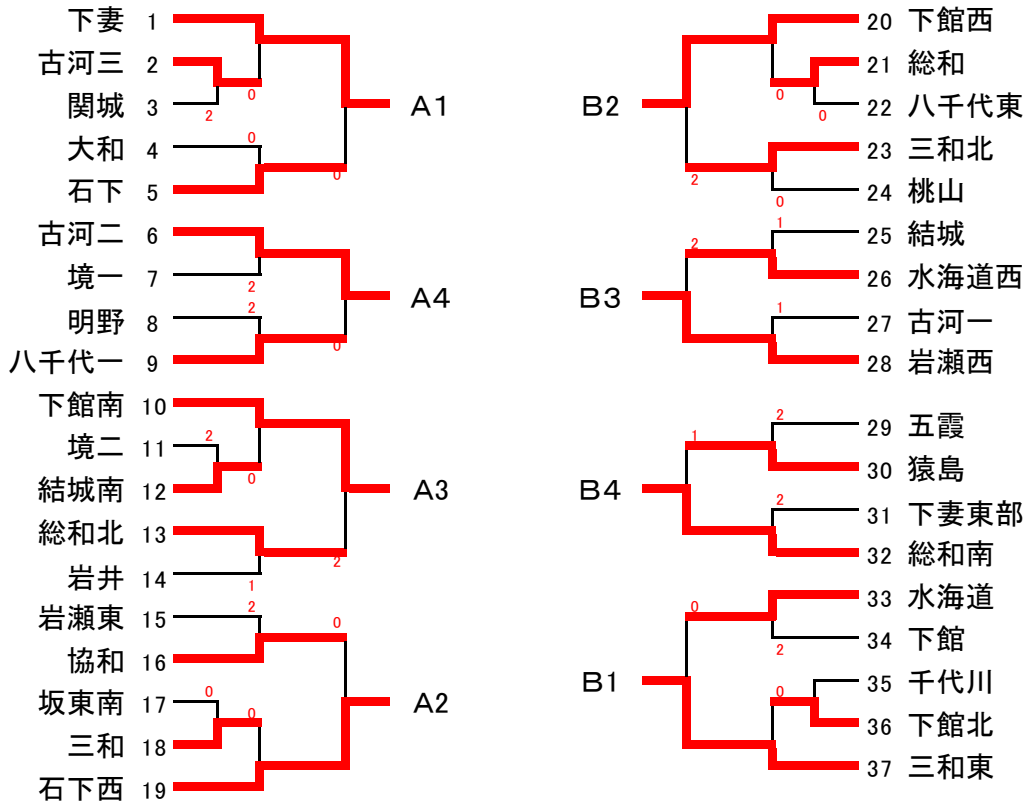 下妻 1
古河三 2
関城 3
大和 4
石下 5
0
2
0
0
A1
古河二 6
境一 7
明野 8
八千代一 9
2
2
0
A4
下館南 10
境二 11
結城南 12
総和北 13
岩井 14
2
0
2
1
A3
岩瀬東 15
協和 16
坂東南 17
三和 18
石下西 19
2
0
0
0
A2
B2
20 下館西
21 総和
22 八千代東
23 三和北
24 桃山
0
0
2
0
B3
25 結城
26 水海道西
27 古河一
28 岩瀬西
1
2
1
B4
29 五霞
30 猿島
31 下妻東部
32 総和南
2
1
2
B1
33 水海道
34 下館
35 千代川
36 下館北
37 三和東
0
2
0